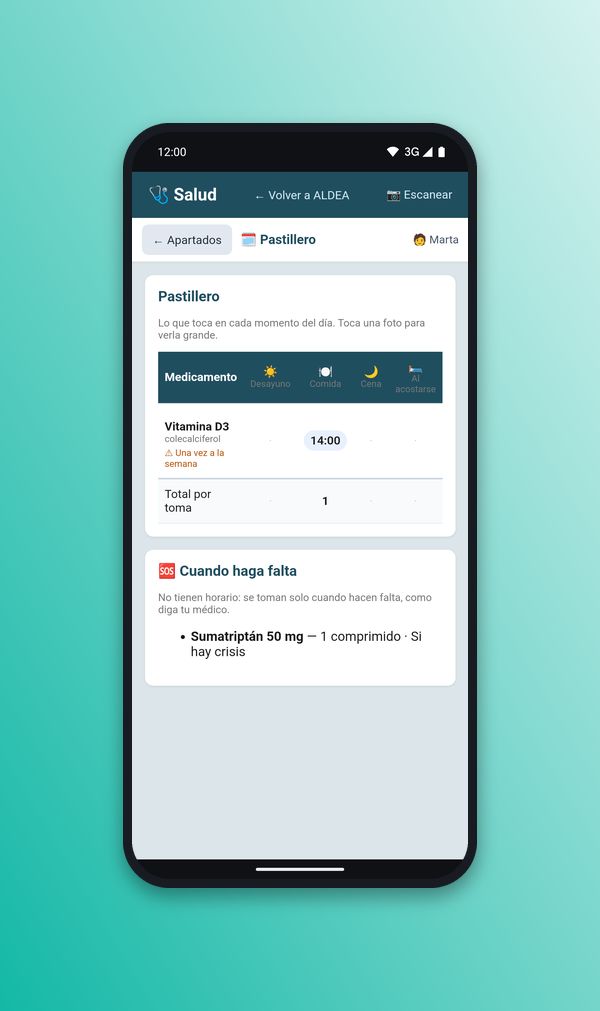 12:00
3G
Salud
← Volver a ALDEA
Escanear
← Apartados
Pastillero
Marta
Pastillero
Lo que toca en cada momento del día. Toca una foto para
verla grande.
Medicamento
Desayuno
Comida
Cena
Al
acostarse
Vitamina D3
colecalciferol
⚠ Una vez a la
semana
-
14:00
-
-
Total por
toma
-
1
-
-
SOS
Cuando haga falta
No tienen horario: se toman solo cuando hacen falta, como
diga tu médico.
• Sumatriptán 50 mg — 1 comprimido · Si
hay crisis